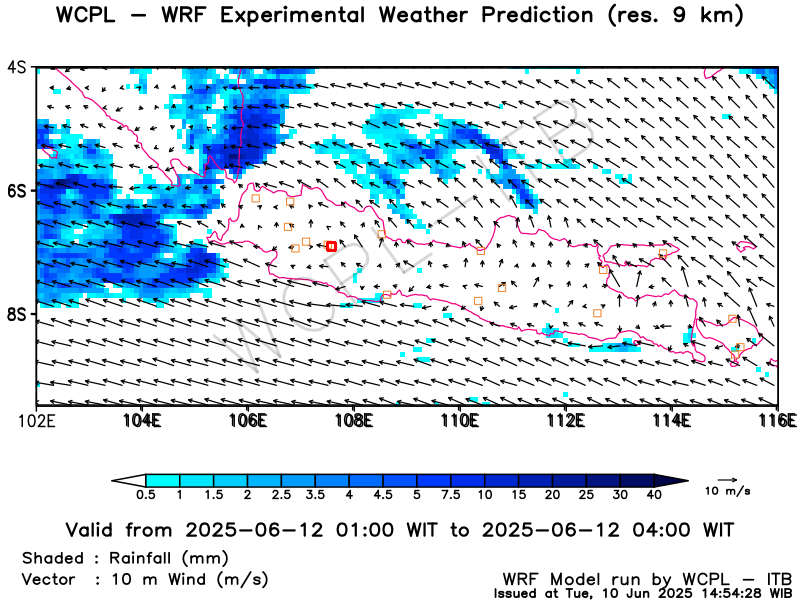 WCPL − WRF Experimental Weather Prediction (res. 9 km)
4S
6S
8S
WCPL−ITB
102E 104E 106E 108E 110E 112E 114E 116E
0.5 1 1.5 2 2.5 3.5 4 4.5 5 7.5 10 15 20 25 30 40
10 m/s
Valid from 2025−06−12 01:00 WIT to 2025−06−12 04:00 WIT
Shaded : Rainfall (mm)
Vector : 10 m Wind (m/s)
WRF Model run by WCPL − ITB
Issued at Tue, 10 Jun 2025 14:54:28 WIB